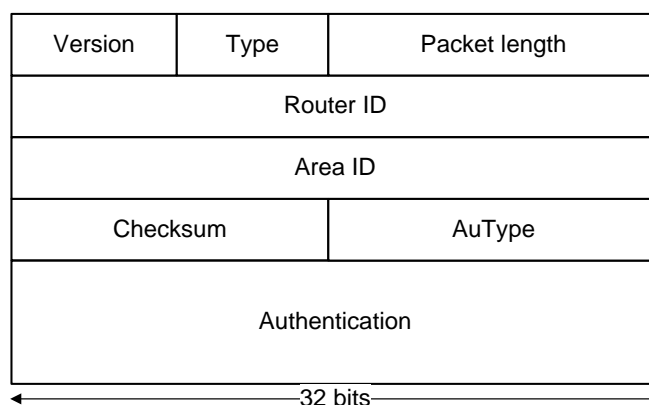 Version Type Packet length
Router ID
Area ID
Checksum AuType
Authentication
32 bits